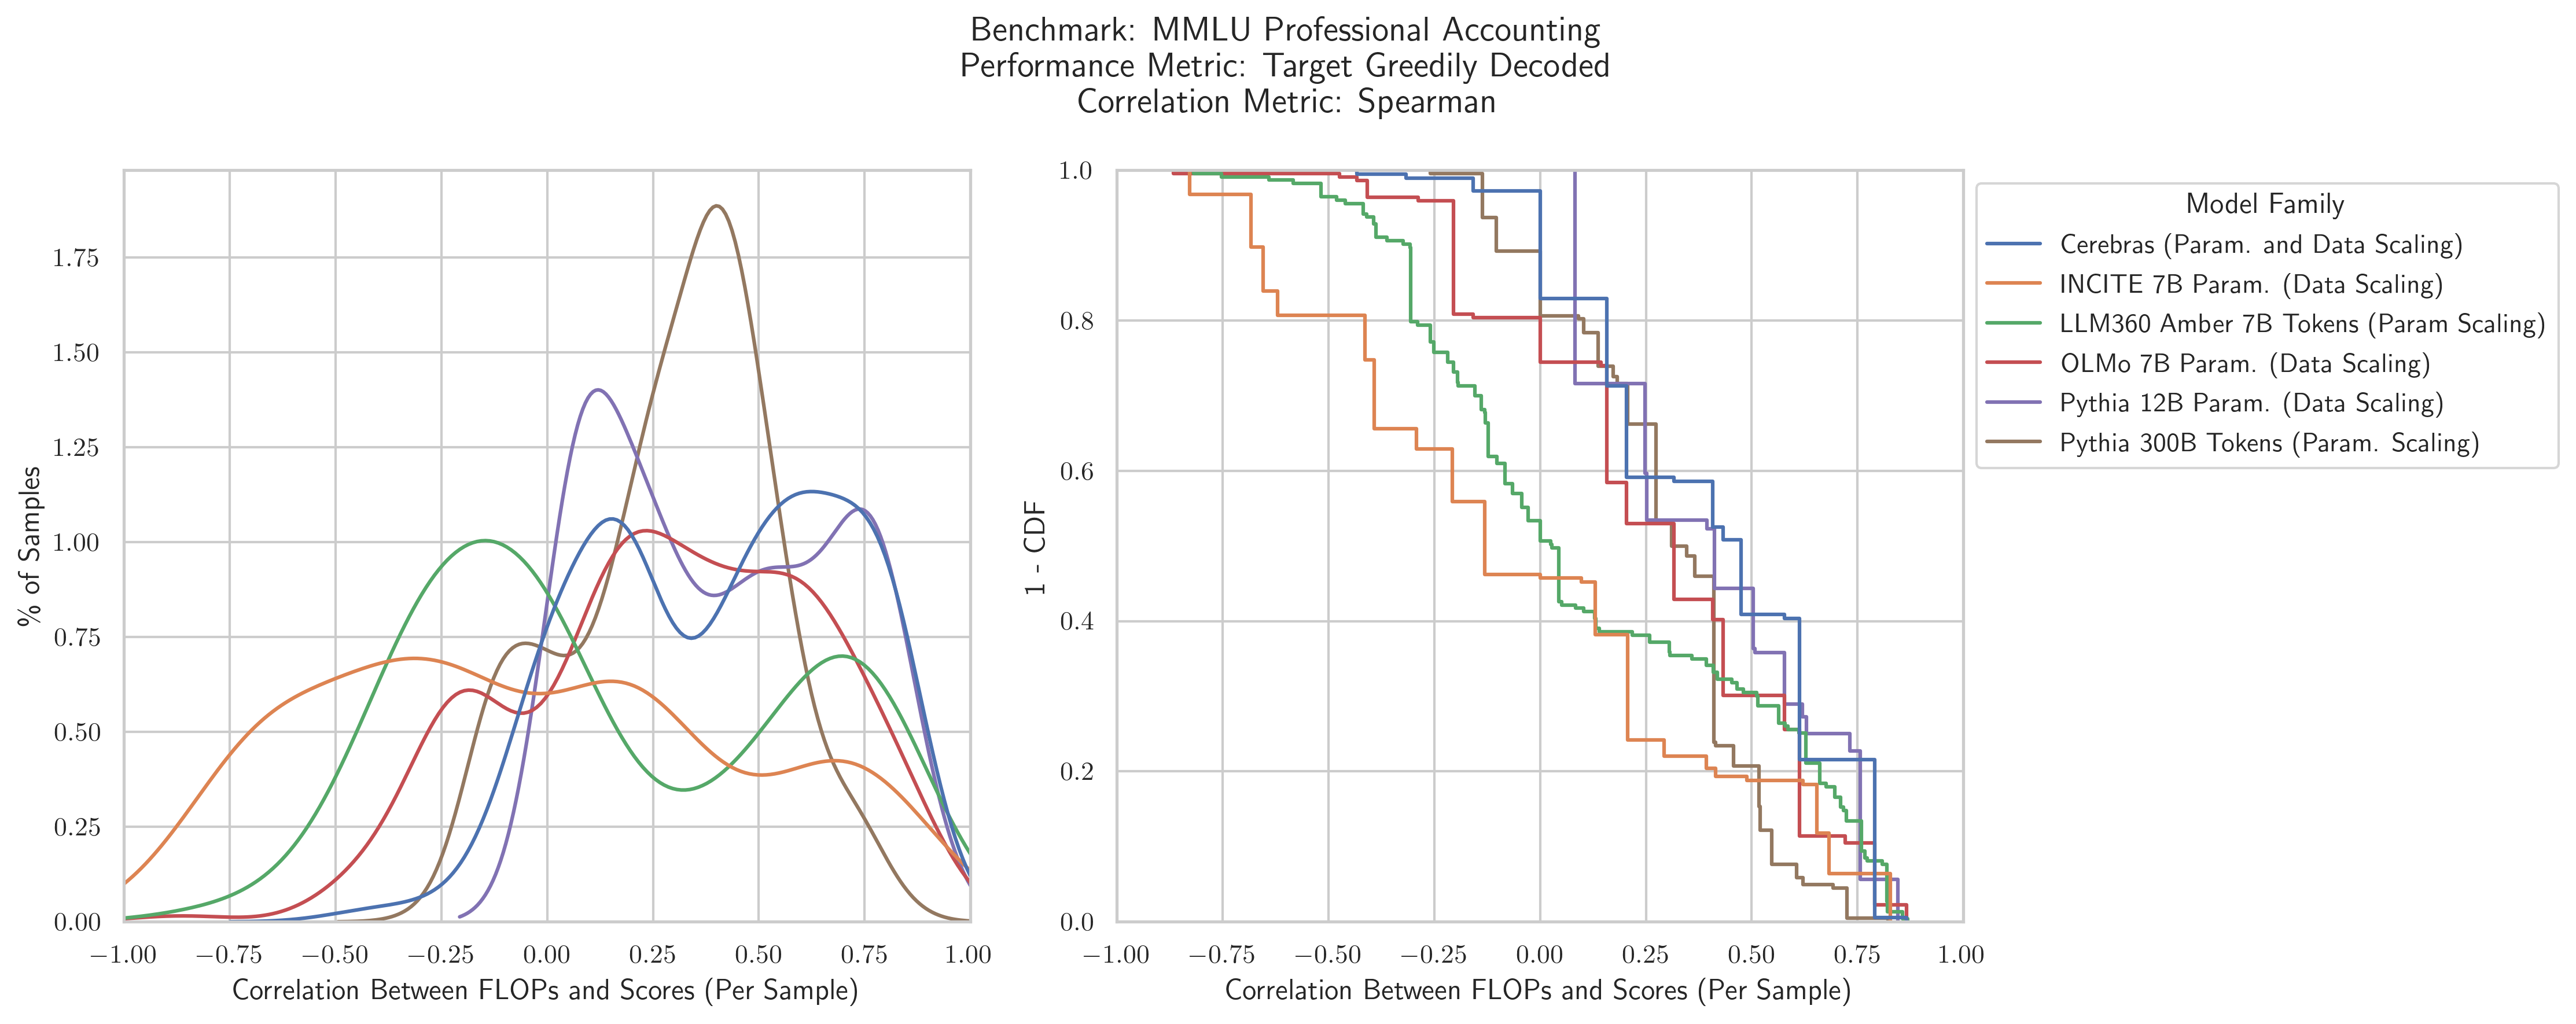 Benchmark: MMLU Professional Accounting
Performance Metric: Target Greedily Decoded
Correlation Metric: Spearman
% of Samples
1.75
1.50
1.25
1.00
0.75
0.50
0.25
0.00
−1.00 −0.75 −0.50 −0.25 0.00 0.25 0.50 0.75 1.00
Correlation Between FLOPs and Scores (Per Sample)
1 - CDF
1.0
0.8
0.6
0.4
0.2
0.0
−1.00 −0.75 −0.50 −0.25 0.00 0.25 0.50 0.75 1.00
Correlation Between FLOPs and Scores (Per Sample)
Model Family
Cerebras (Param. and Data Scaling)
INCITE 7B Param. (Data Scaling)
LLM360 Amber 7B Tokens (Param Scaling)
OLMo 7B Param. (Data Scaling)
Pythia 12B Param. (Data Scaling)
Pythia 300B Tokens (Param. Scaling)